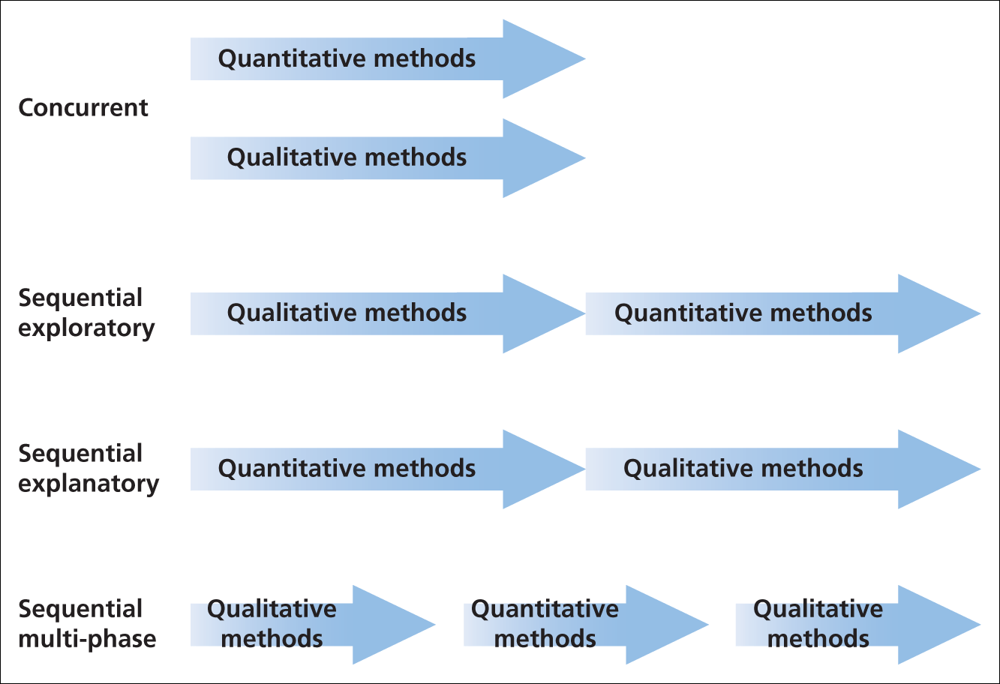 Concurrent
Quantitative methods
Qualitative methods
Sequential
exploratory
Qualitative methods
Quantitative methods
Sequential
explanatory
Quantitative methods
Qualitative methods
Sequential
multi-phase
Qualitative
methods
Quantitative
methods
Qualitative
methods